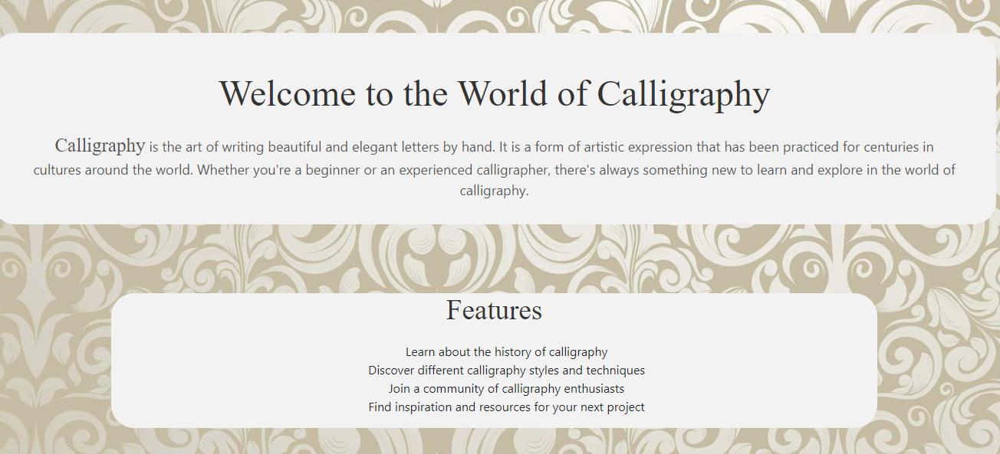 Welcome to the World of Calligraphy
Calligraphy is the art of writing beautiful and elegant letters by hand. It is a form of artistic expression that has been practiced for centuries in
cultures around the world. Whether you're a beginner or an experienced calligrapher, there's always something new to learn and explore in the world of
calligraphy.
Features
Learn about the history of calligraphy
Discover different calligraphy styles and techniques
Join a community of calligraphy enthusiasts
Find inspiration and resources for your next project